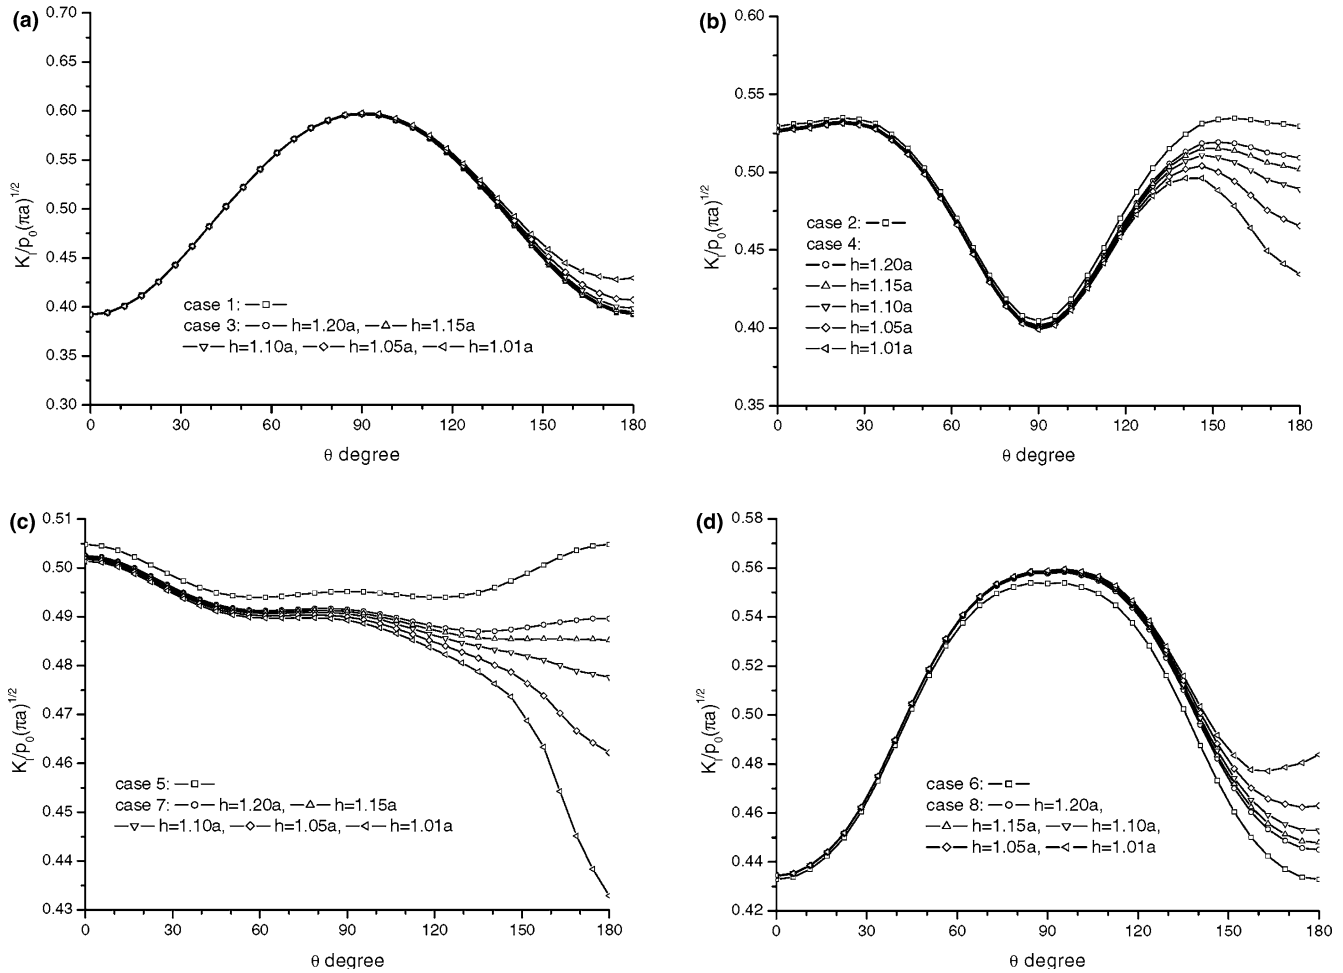 (a)
0.70
0.65
0.60
0.55
0.50
0.45
0.40
0.35
0.30
K_I/p_0(πa)^1/2
case 1: —□—
case 3: —○— h=1.20a, —△— h=1.15a
—▽— h=1.10a, —◇— h=1.05a, —◁— h=1.01a
0 30 60 90 120 150 180
θ degree
(b)
0.60
0.55
0.50
0.45
0.40
0.35
K_I/p_0(πa)^1/2
case 2: —□—
case 4:
—○— h=1.20a
—△— h=1.15a
—▽— h=1.10a
—◇— h=1.05a
—◁— h=1.01a
0 30 60 90 120 150 180
θ degree
(c)
0.51
0.50
0.49
0.48
0.47
0.46
0.45
0.44
0.43
K_I/p_0(πa)^1/2
case 5: —□—
case 7: —○— h=1.20a, —△— h=1.15a
—▽— h=1.10a, —◇— h=1.05a, —◁— h=1.01a
0 30 60 90 120 150 180
θ degree
(d)
0.58
0.56
0.54
0.52
0.50
0.48
0.46
0.44
0.42
K_I/p_0(πa)^1/2
case 6: —□—
case 8: —○— h=1.20a,
—△— h=1.15a, —▽— h=1.10a,
—◇— h=1.05a, —◁— h=1.01a
0 30 60 90 120 150 180
θ degree